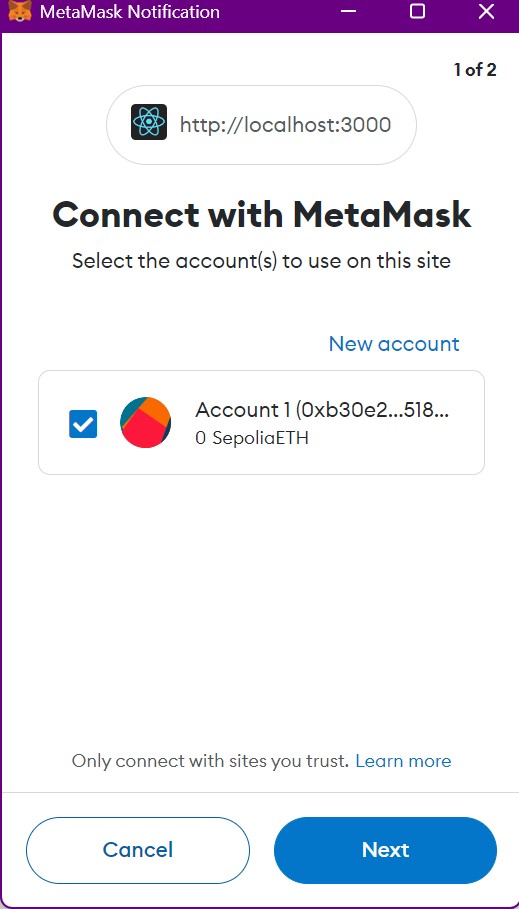 MetaMask Notification
1 of 2
http://localhost:3000
Connect with MetaMask
Select the account(s) to use on this site
New account
Account 1 (0xb30e2...518...
0 SepoliaETH
Only connect with sites you trust. Learn more
Cancel
Next